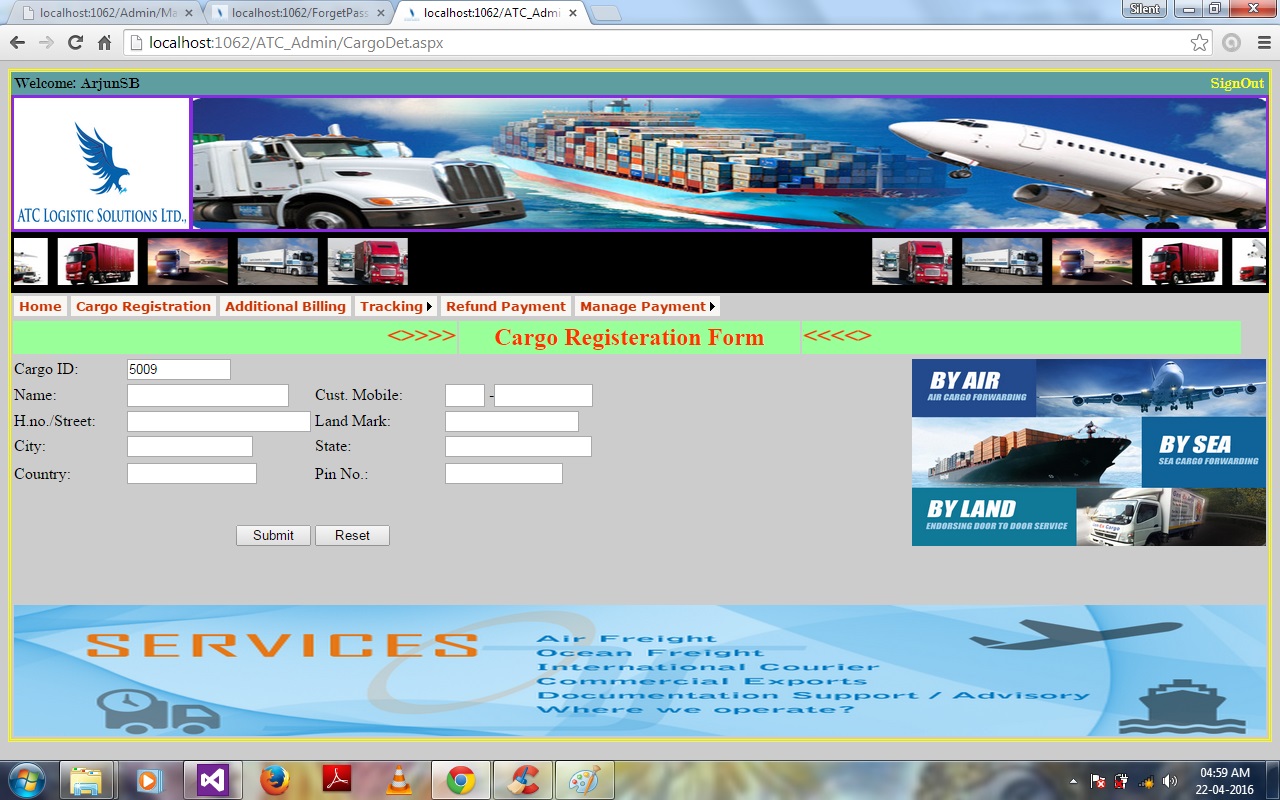 localhost:1062/Admin/Ma
localhost:1062/ForgetPass
localhost:1062/ATC_Admi
Silent
localhost:1062/ATC_Admin/CargoDet.aspx
Welcome: ArjunSB
SignOut
ATC LOGISTIC SOLUTIONS LTD.,
Home
Cargo Registration
Additional Billing
Tracking
Refund Payment
Manage Payment
<>>>> Cargo Registeration Form <<<<>
Cargo ID: 5009
Name:
Cust. Mobile: -
H.no./Street:
Land Mark:
City:
State:
Country:
Pin No.:
Submit
Reset
BY AIR
AIR CARGO FORWARDING
BY SEA
SEA CARGO FORWARDING
BY LAND
ENDORSING DOOR TO DOOR SERVICE
SERVICES
Air Freight
Ocean Freight
International Courier
Commercial Exports
Documentation Support / Advisory
Where we operate?
04:59 AM
22-04-2016